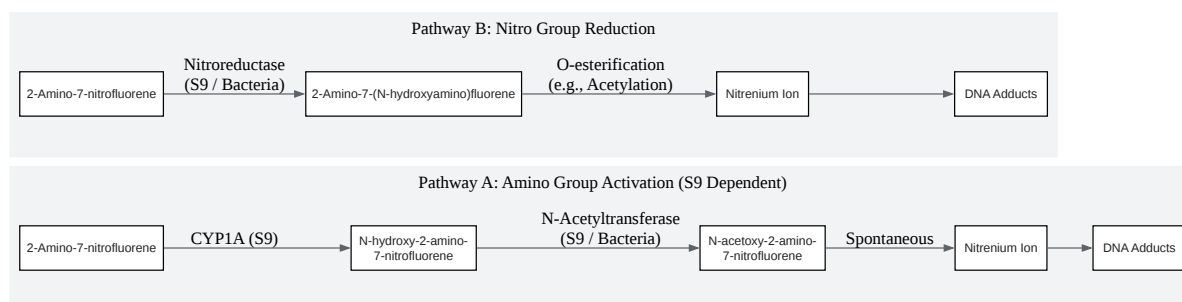 Pathway B: Nitro Group Reduction
Nitroreductase
(S9 / Bacteria)
O-esterification
(e.g., Acetylation)
2-Amino-7-nitrofluorene
2-Amino-7-(N-hydroxyamino)fluorene
Nitrenium Ion
DNA Adducts
Pathway A: Amino Group Activation (S9 Dependent)
2-Amino-7-nitrofluorene
CYP1A (S9)
N-hydroxy-2-amino-
7-nitrofluorene
N-Acetyltransferase
(S9 / Bacteria)
N-acetoxy-2-amino-
7-nitrofluorene
Spontaneous
Nitrenium Ion
DNA Adducts